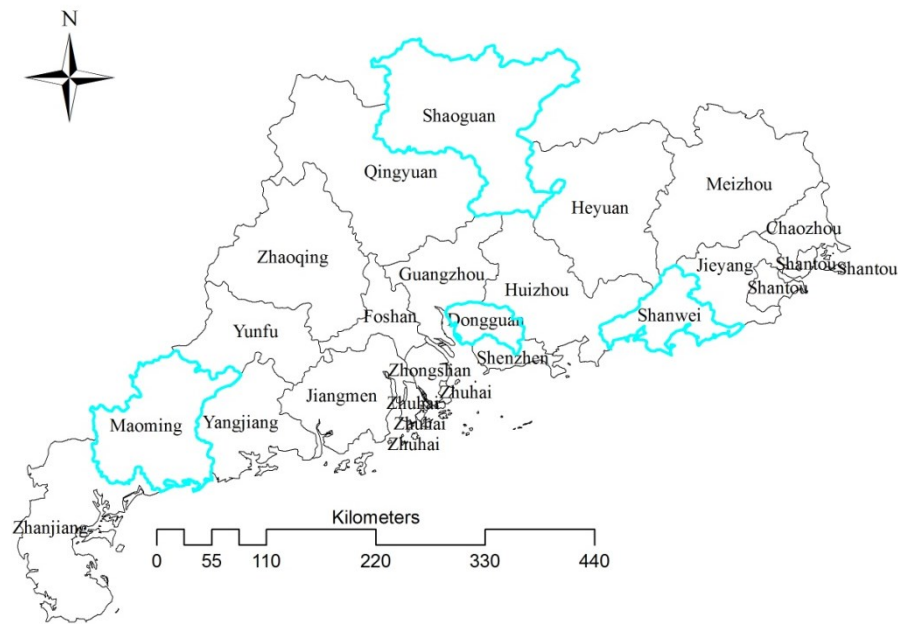 N
Shaoguan
Qingyuan
Meizhou
Heyuan
Chaozhou
Zhaoqing
Guangzhou
Jieyang
Shantou
Shantou
Huizhou
Shantou
Yunfu
Foshan
Dongguan
Shanwei
Shenzhen
Zhongshan
Jiangmen
Zhuhai
Zhuhai
Maoming
Yangjiang
Zhuhai
Zhuhai
Zhanjiang
Kilometers
0 55 110 220 330 440